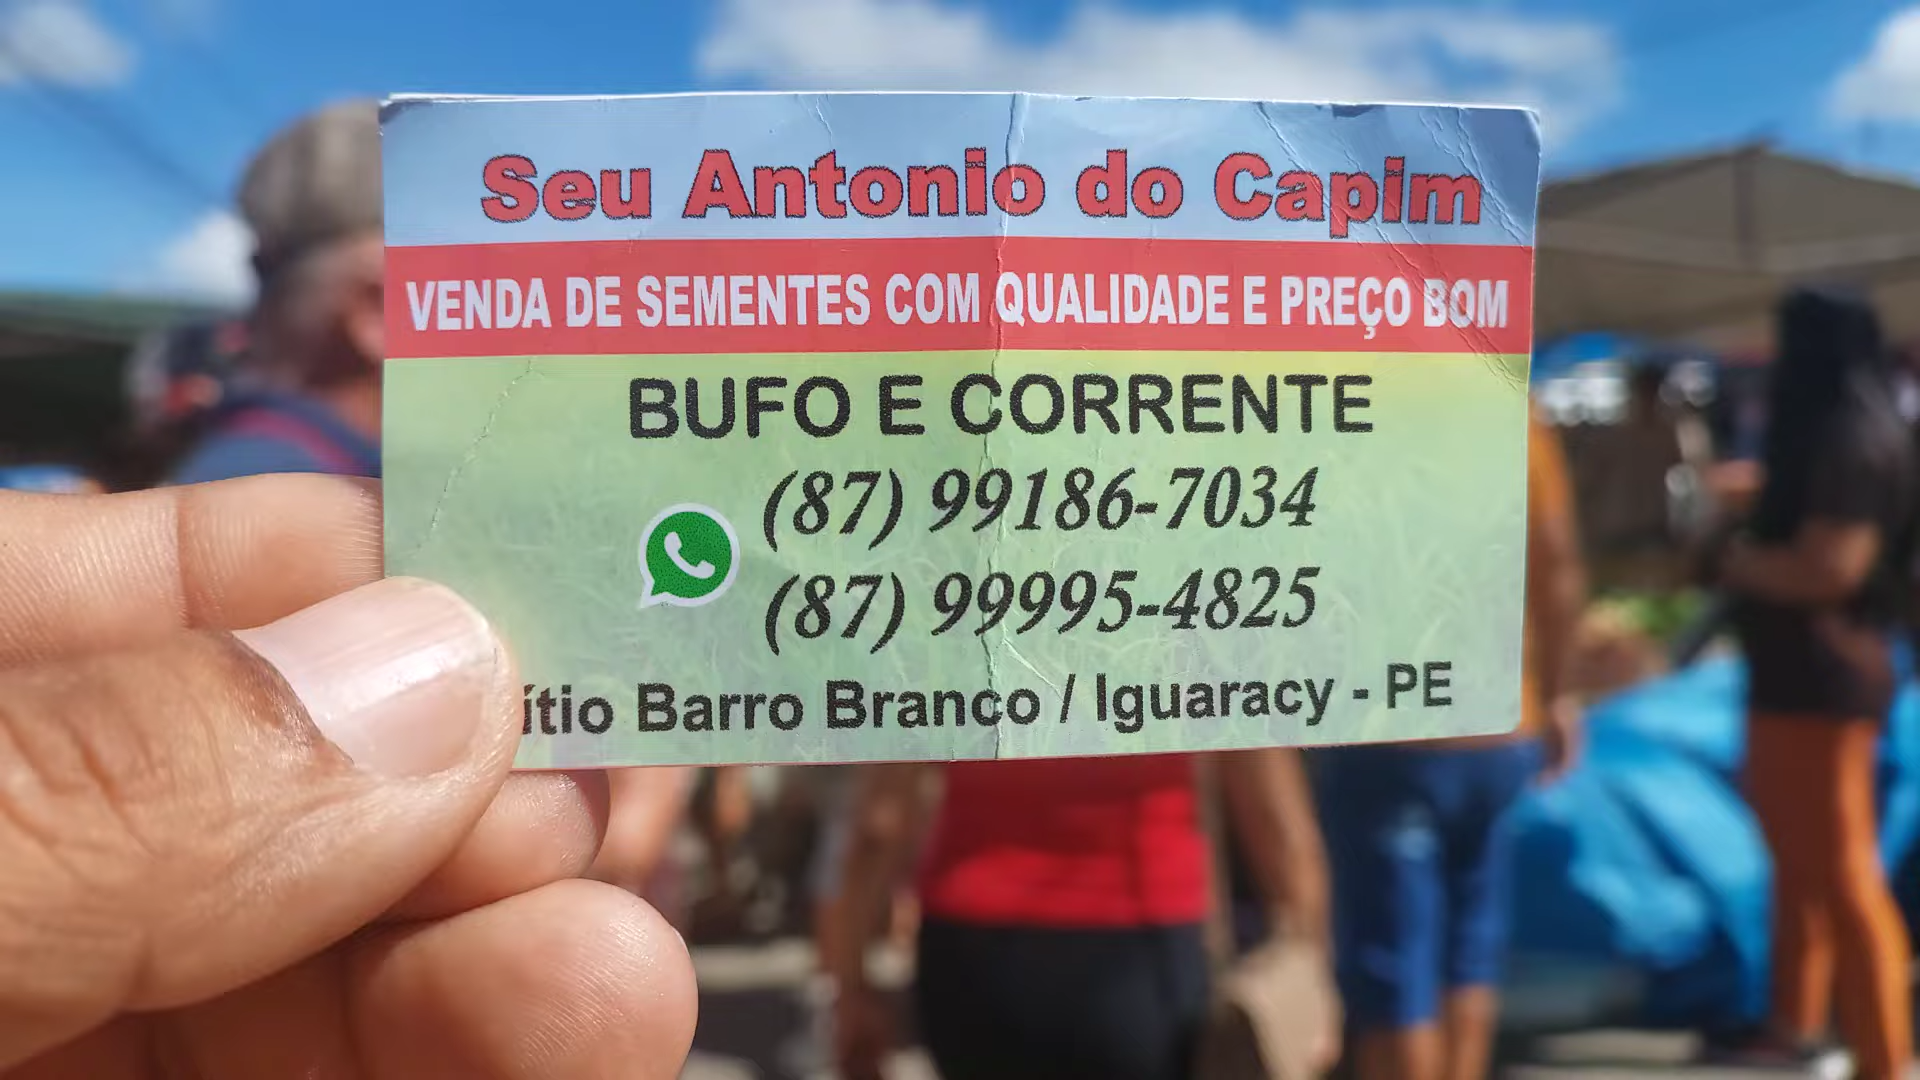 Seu Antonio do Capim
VENDA DE SEMENTES COM QUALIDADE E PREÇO BOM
BUFO E CORRENTE
(87) 99186-7034
(87) 99995-4825
ítio Barro Branco / Iguaracy - PE